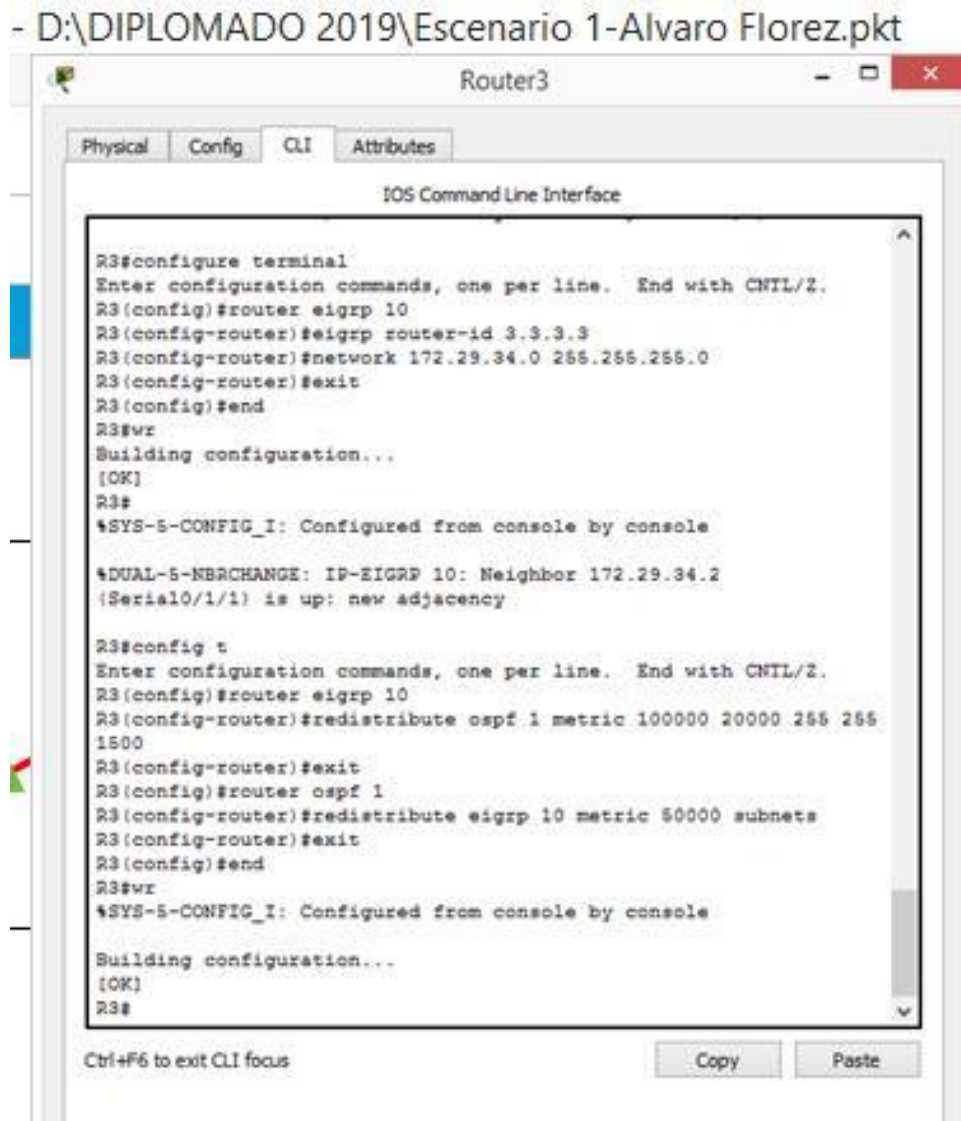 - D:\DIPLOMADO 2019\Escenario 1-Alvaro Florez.pkt
Router3
Physical Config CLI Attributes
IOS Command Line Interface
R3#configure terminal
Enter configuration commands, one per line. End with CNTL/Z.
R3(config)#router eigrp 10
R3(config-router)#eigrp router-id 3.3.3.3
R3(config-router)#network 172.29.34.0 255.255.255.0
R3(config-router)#exit
R3(config)#end
R3#wr
Building configuration...
[OK]
R3#
%SYS-5-CONFIG_I: Configured from console by console
%DUAL-5-NBRCHANGE: IP-EIGRP 10: Neighbor 172.29.34.2
(Serial0/1/1) is up: new adjacency
R3#config t
Enter configuration commands, one per line. End with CNTL/Z.
R3(config)#router eigrp 10
R3(config-router)#redistribute ospf 1 metric 100000 20000 255 255
1500
R3(config-router)#exit
R3(config)#router ospf 1
R3(config-router)#redistribute eigrp 10 metric 50000 subnets
R3(config-router)#exit
R3(config)#end
R3#wr
%SYS-5-CONFIG_I: Configured from console by console
Building configuration...
[OK]
R3#
Ctrl+F6 to exit CLI focus
Copy Paste